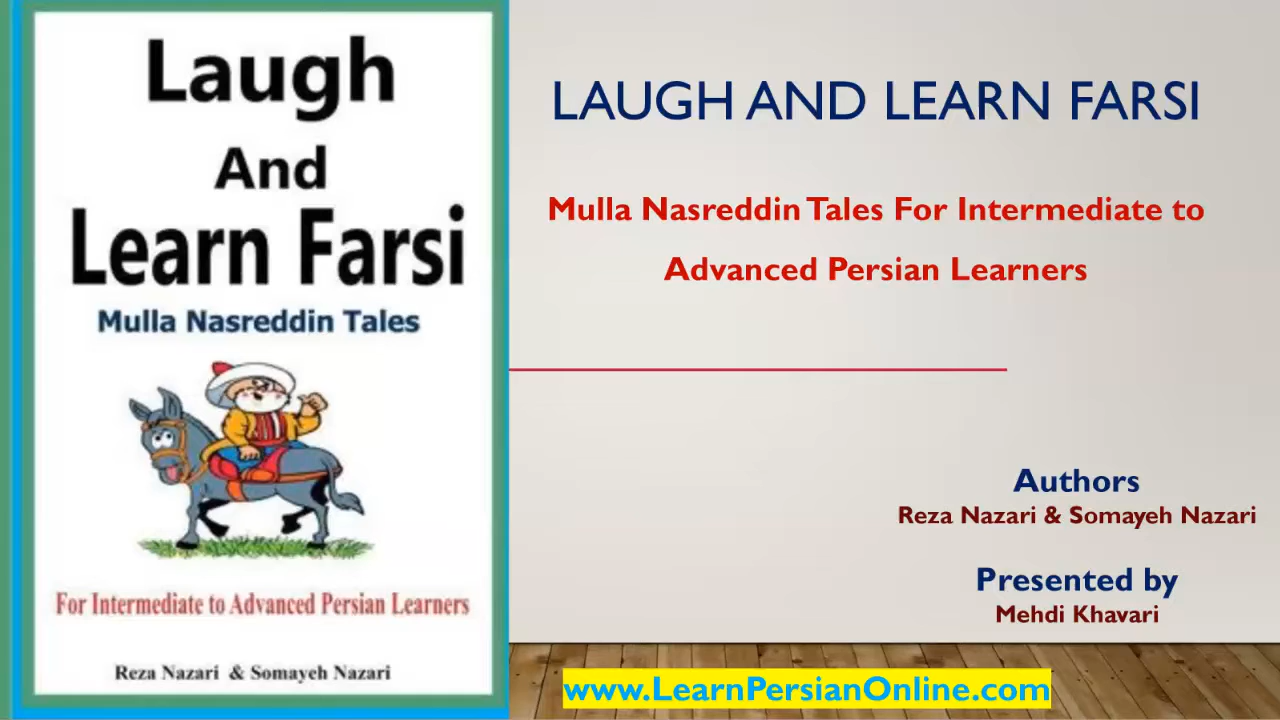 Laugh
And
Learn Farsi
Mulla Nasreddin Tales
For Intermediate to Advanced Persian Learners
Reza Nazari & Somayeh Nazari
LAUGH AND LEARN FARSI
Mulla Nasreddin Tales For Intermediate to
Advanced Persian Learners
Authors
Reza Nazari & Somayeh Nazari
Presented by
Mehdi Khavari
www.LearnPersianOnline.com